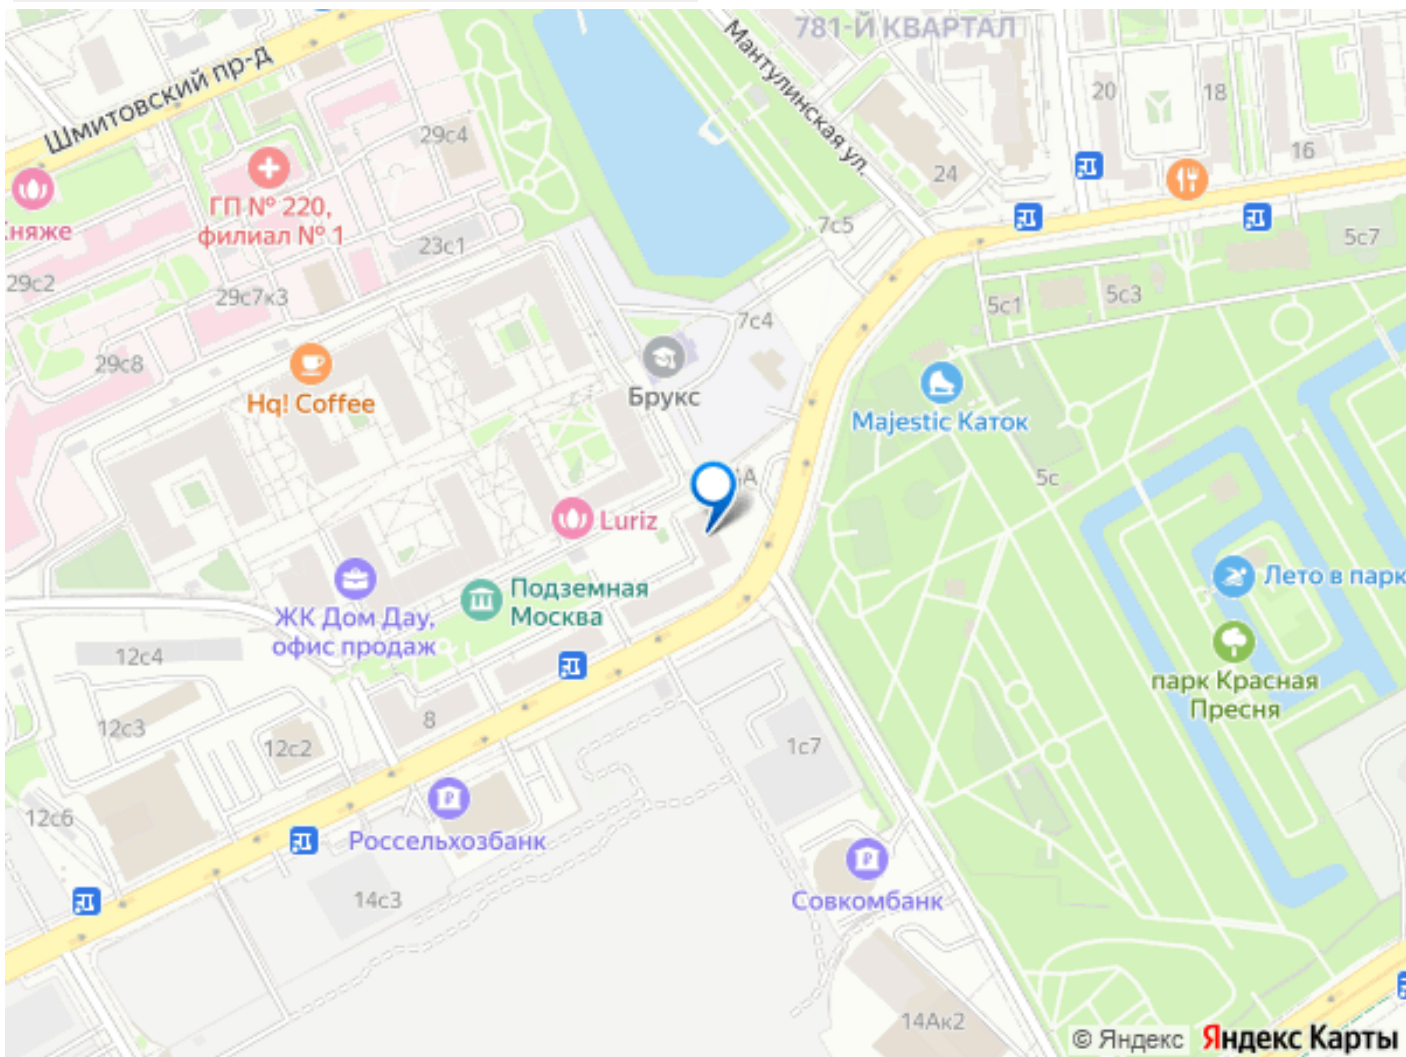 781-Й КВАРТАЛ
Шмитовский пр-д
Мантулинская ул.
20
18
16
29с4
24
ГП № 220,
филиал № 1
няже
23с1
7с5
5с7
29с2
29с7к3
5с1
5с3
7с4
29с8
Hq! Coffee
Брукс
Majestic Каток
5с
А
Luriz
Подземная
Москва
Лето в парк
ЖК Дом Дау,
офис продаж
12с4
парк Красная
Пресня
8
12с3
12с2
1с7
12с6
Россельхозбанк
14с3
Совкомбанк
14Ак2
© Яндекс Яндекс Карты